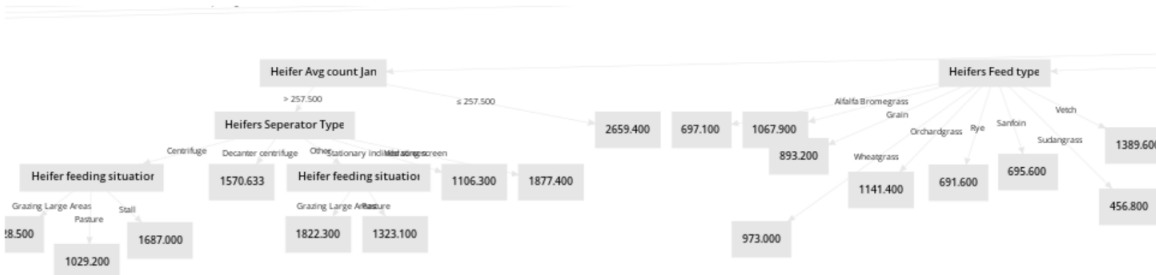 Heifer Avg count Jan
Heifers Feed type
> 257.500
≤ 257.500
Alfalfa Bromegrass
Grain
Vetch
Heifers Seperator Type
2659.400
697.100
1067.900
Orchardgrass
Rye
Sanfoin
Sudangrass
1389.600
Centrifuge
Decanter centrifuge
Other
893.200
Wheatgrass
Heifer feeding situation
1570.633
Heifer feeding situation
1106.300
1877.400
1141.400
691.600
695.600
456.800
Grazing Large Areas
Pasture
Stall
Grazing Large Areas
Pasture
28.500
1029.200
1687.000
1822.300
1323.100
973.000